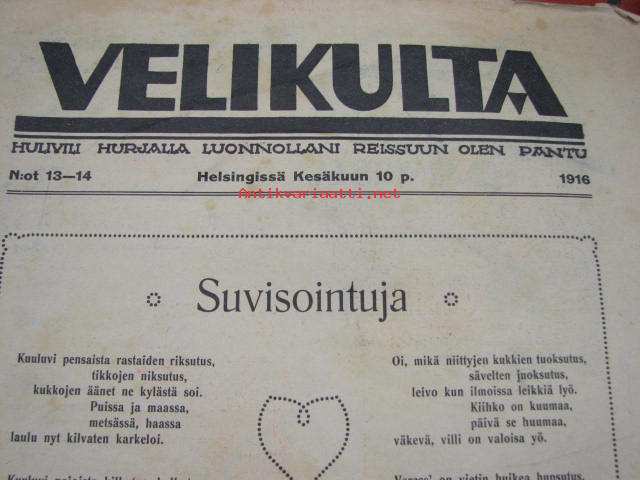 VELIKULTA
HULIVILI HURJALLA LUONNOLLANI REISSUUN OLEN PANTU
N:ot 13—14 Helsingissä Kesäkuun 10 p. 1916
Antikvariaatti.net
Suvisointuja
Kuuluvi pensaista rastaiden riksutus,
tikkojen niksutus,
kukkojen äänet ne kylästä soi.
Puissa ja maassa,
metsässä, haassa
laulu nyt kilvaten karkeloi.
Oi, mikä niittyjen kukkien tuoksutus,
sävelten juoksutus,
leivo kun ilmoissa leikkiä lyö.
Kiihko on kuumaa,
päivä se huumaa,
väkevä, villi on valoisa yö.